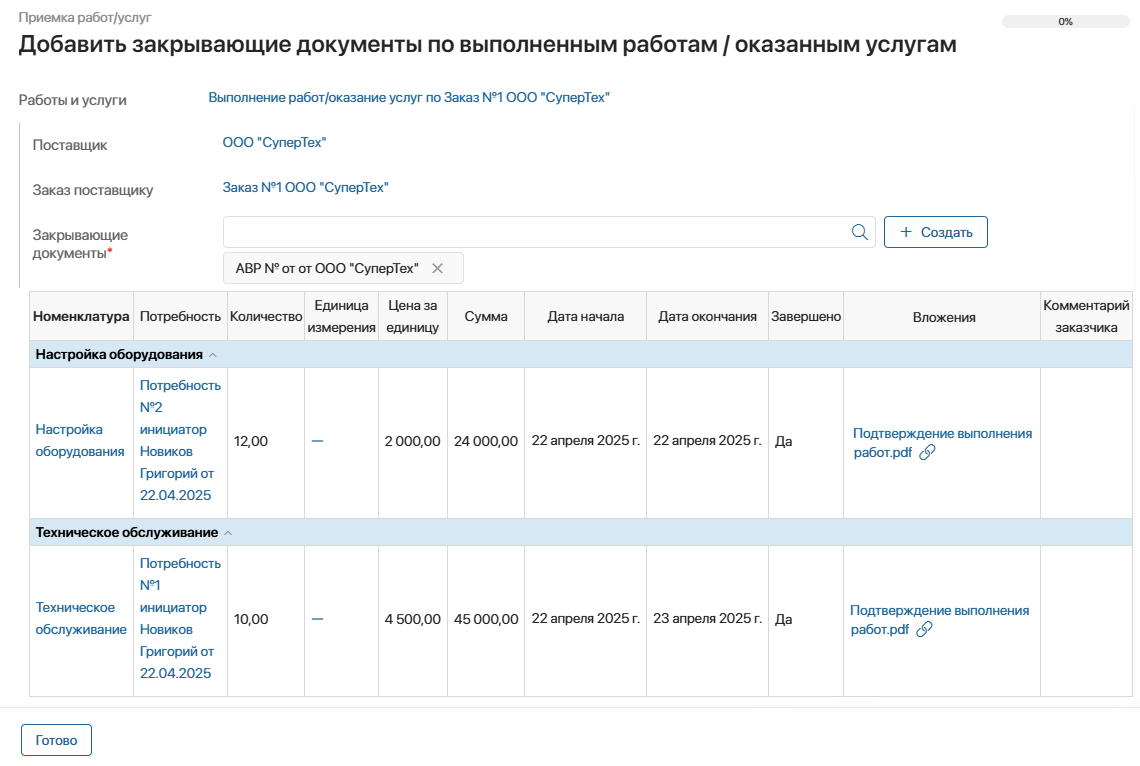 Приемка работ/услуг
0%
Добавить закрывающие документы по выполненным работам / оказанным услугам
Работы и услуги
Выполнение работ/оказание услуг по Заказ №1 ООО "СуперТех"
Поставщик
ООО "СуперТех"
Заказ поставщику
Заказ №1 ООО "СуперТех"
Закрывающие
документы*
+ Создать
АВР № от от ООО "СуперТех" ×
Номенклатура
Потребность
Количество
Единица
измерения
Цена за
единицу
Сумма
Дата начала
Дата окончания
Завершено
Вложения
Комментарий
заказчика
Настройка оборудования
Настройка
оборудования
Потребность
№2
инициатор
Новиков
Григорий от
22.04.2025
12,00
—
2 000,00
24 000,00
22 апреля 2025 г.
22 апреля 2025 г.
Да
Подтверждение выполнения
работ.pdf
Техническое обслуживание
Техническое
обслуживание
Потребность
№1
инициатор
Новиков
Григорий от
22.04.2025
10,00
—
4 500,00
45 000,00
22 апреля 2025 г.
23 апреля 2025 г.
Да
Подтверждение выполнения
работ.pdf
Готово